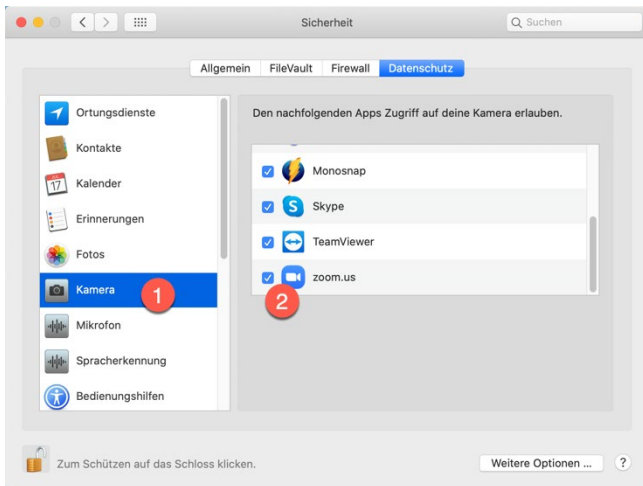 Sicherheit
Suchen
Allgemein FileVault Firewall Datenschutz
Ortungsdienste
Kontakte
17
Kalender
Erinnerungen
Fotos
Kamera
1
Mikrofon
Spracherkennung
Bedienungshilfen
Den nachfolgenden Apps Zugriff auf deine Kamera erlauben.
Monosnap
S
Skype
TeamViewer
zoom.us
2
Zum Schützen auf das Schloss klicken.
Weitere Optionen ...
?